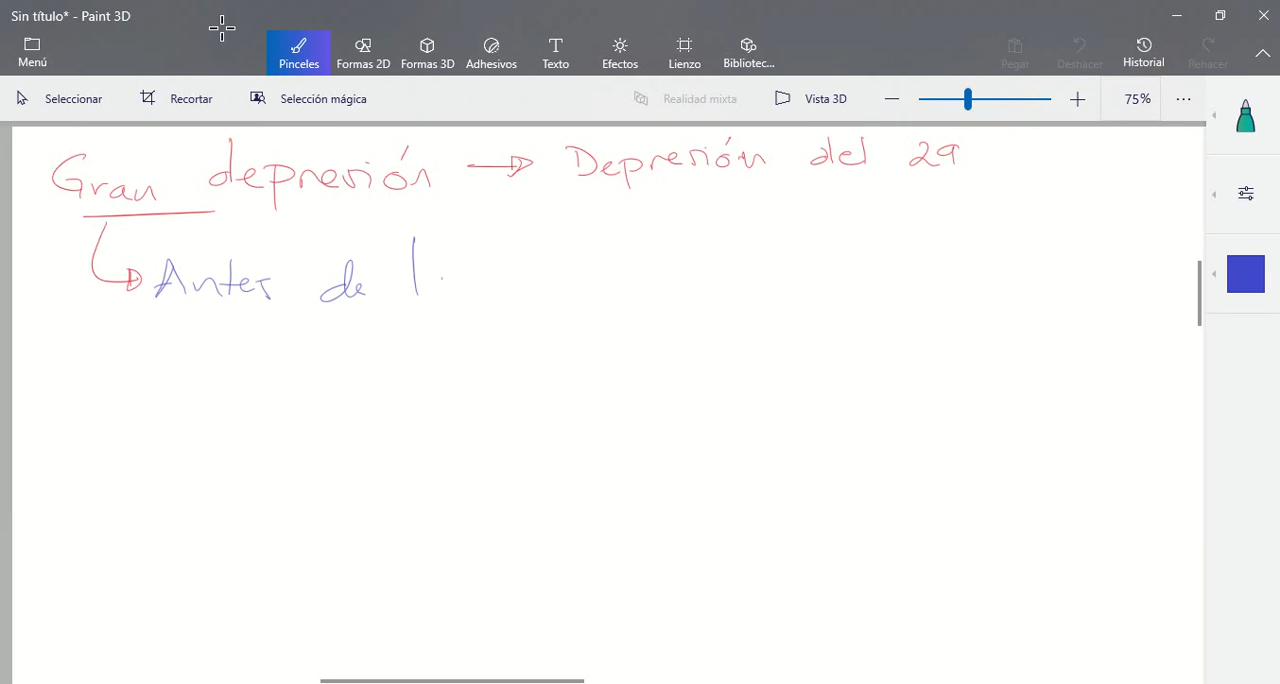 Sin título* - Paint 3D
Menú
Pinceles Formas 2D Formas 3D Adhesivos Texto Efectos Lienzo Bibliotec... Pegar Deshacer Historial Rehacer
Seleccionar Recortar Selección mágica Realidad mixta Vista 3D 75%
Gran depresión → Depresión del 29
Antes de l